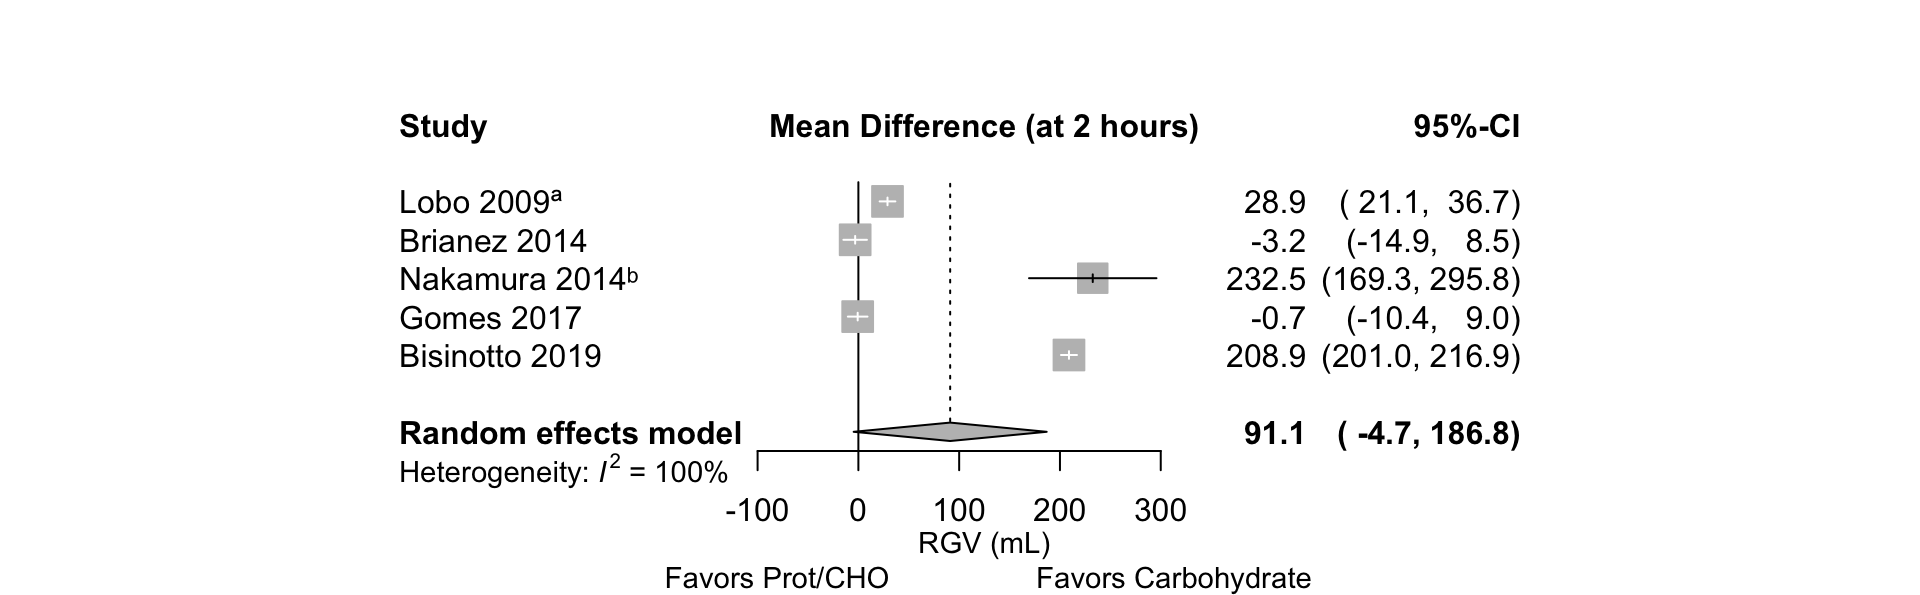 Study Mean Difference (at 2 hours) 95%-CI
Lobo 2009ᵃ 28.9 ( 21.1, 36.7)
Brianez 2014 -3.2 (-14.9, 8.5)
Nakamura 2014ᵇ 232.5 (169.3, 295.8)
Gomes 2017 -0.7 (-10.4, 9.0)
Bisinotto 2019 208.9 (201.0, 216.9)
Random effects model 91.1 ( -4.7, 186.8)
Heterogeneity: I² = 100%
-100 0 100 200 300
RGV (mL)
Favors Prot/CHO Favors Carbohydrate